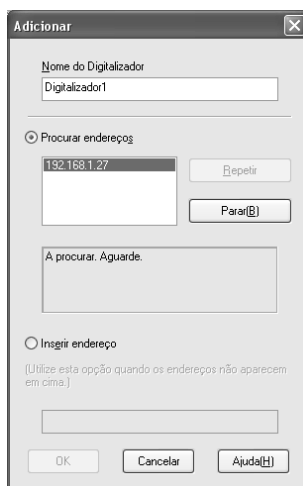 Adicionar
Nome do Digitalizador
Digitalizador1
Procurar endereços
192.168.1.27
Repetir
Parar(B)
A procurar. Aguarde.
Inserir endereço
(Utilize esta opção quando os endereços não aparecem
em cima.)
OK
Cancelar
Ajuda(H)